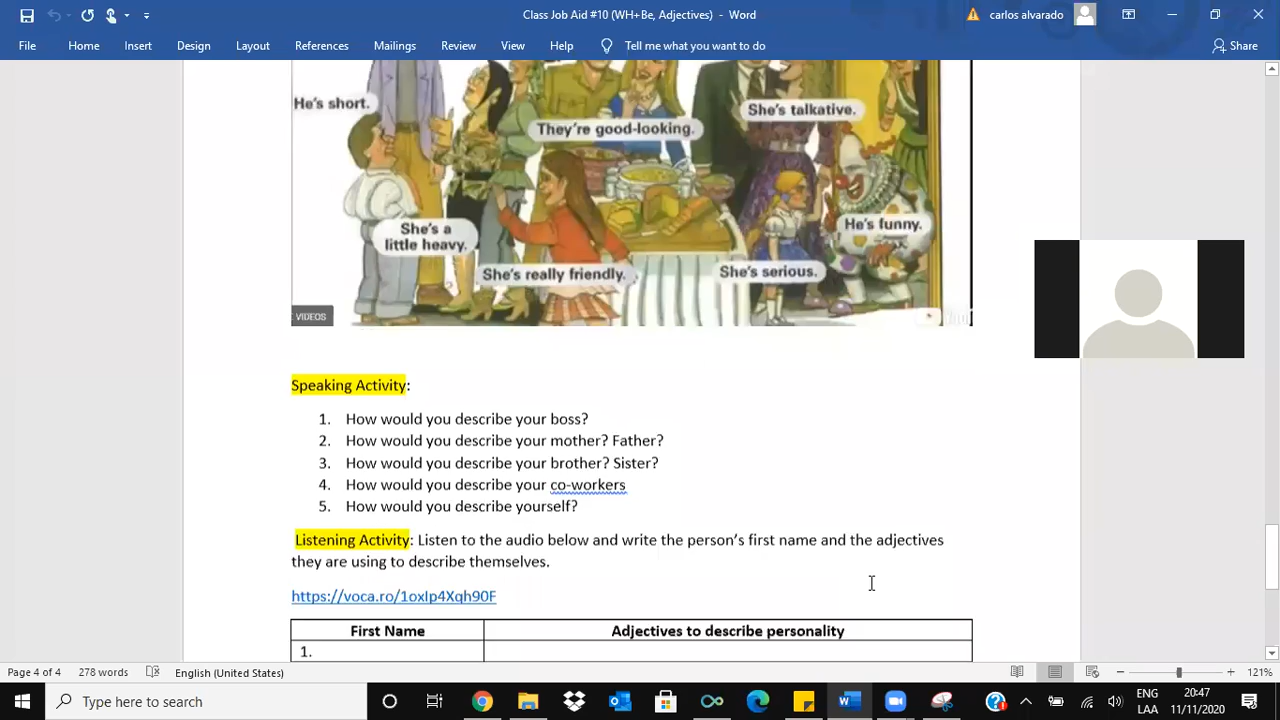 Class Job Aid #10 (WH+Be, Adjectives) - Word
carlos alvarado
File Home Insert Design Layout References Mailings Review View Help Tell me what you want to do Share
He's short.
They're good-looking.
She's talkative.
She's a
little heavy.
He's funny.
She's really friendly.
She's serious.
VIDEOS
Speaking Activity:
1. How would you describe your boss?
2. How would you describe your mother? Father?
3. How would you describe your brother? Sister?
4. How would you describe your co-workers
5. How would you describe yourself?
Listening Activity: Listen to the audio below and write the person's first name and the adjectives
they are using to describe themselves.
https://voca.ro/1oxlp4Xqh90F
First Name Adjectives to describe personality
1.
Page 4 of 4 278 words English (United States) 121%
Type here to search
ENG 20:47
LAA 11/11/2020